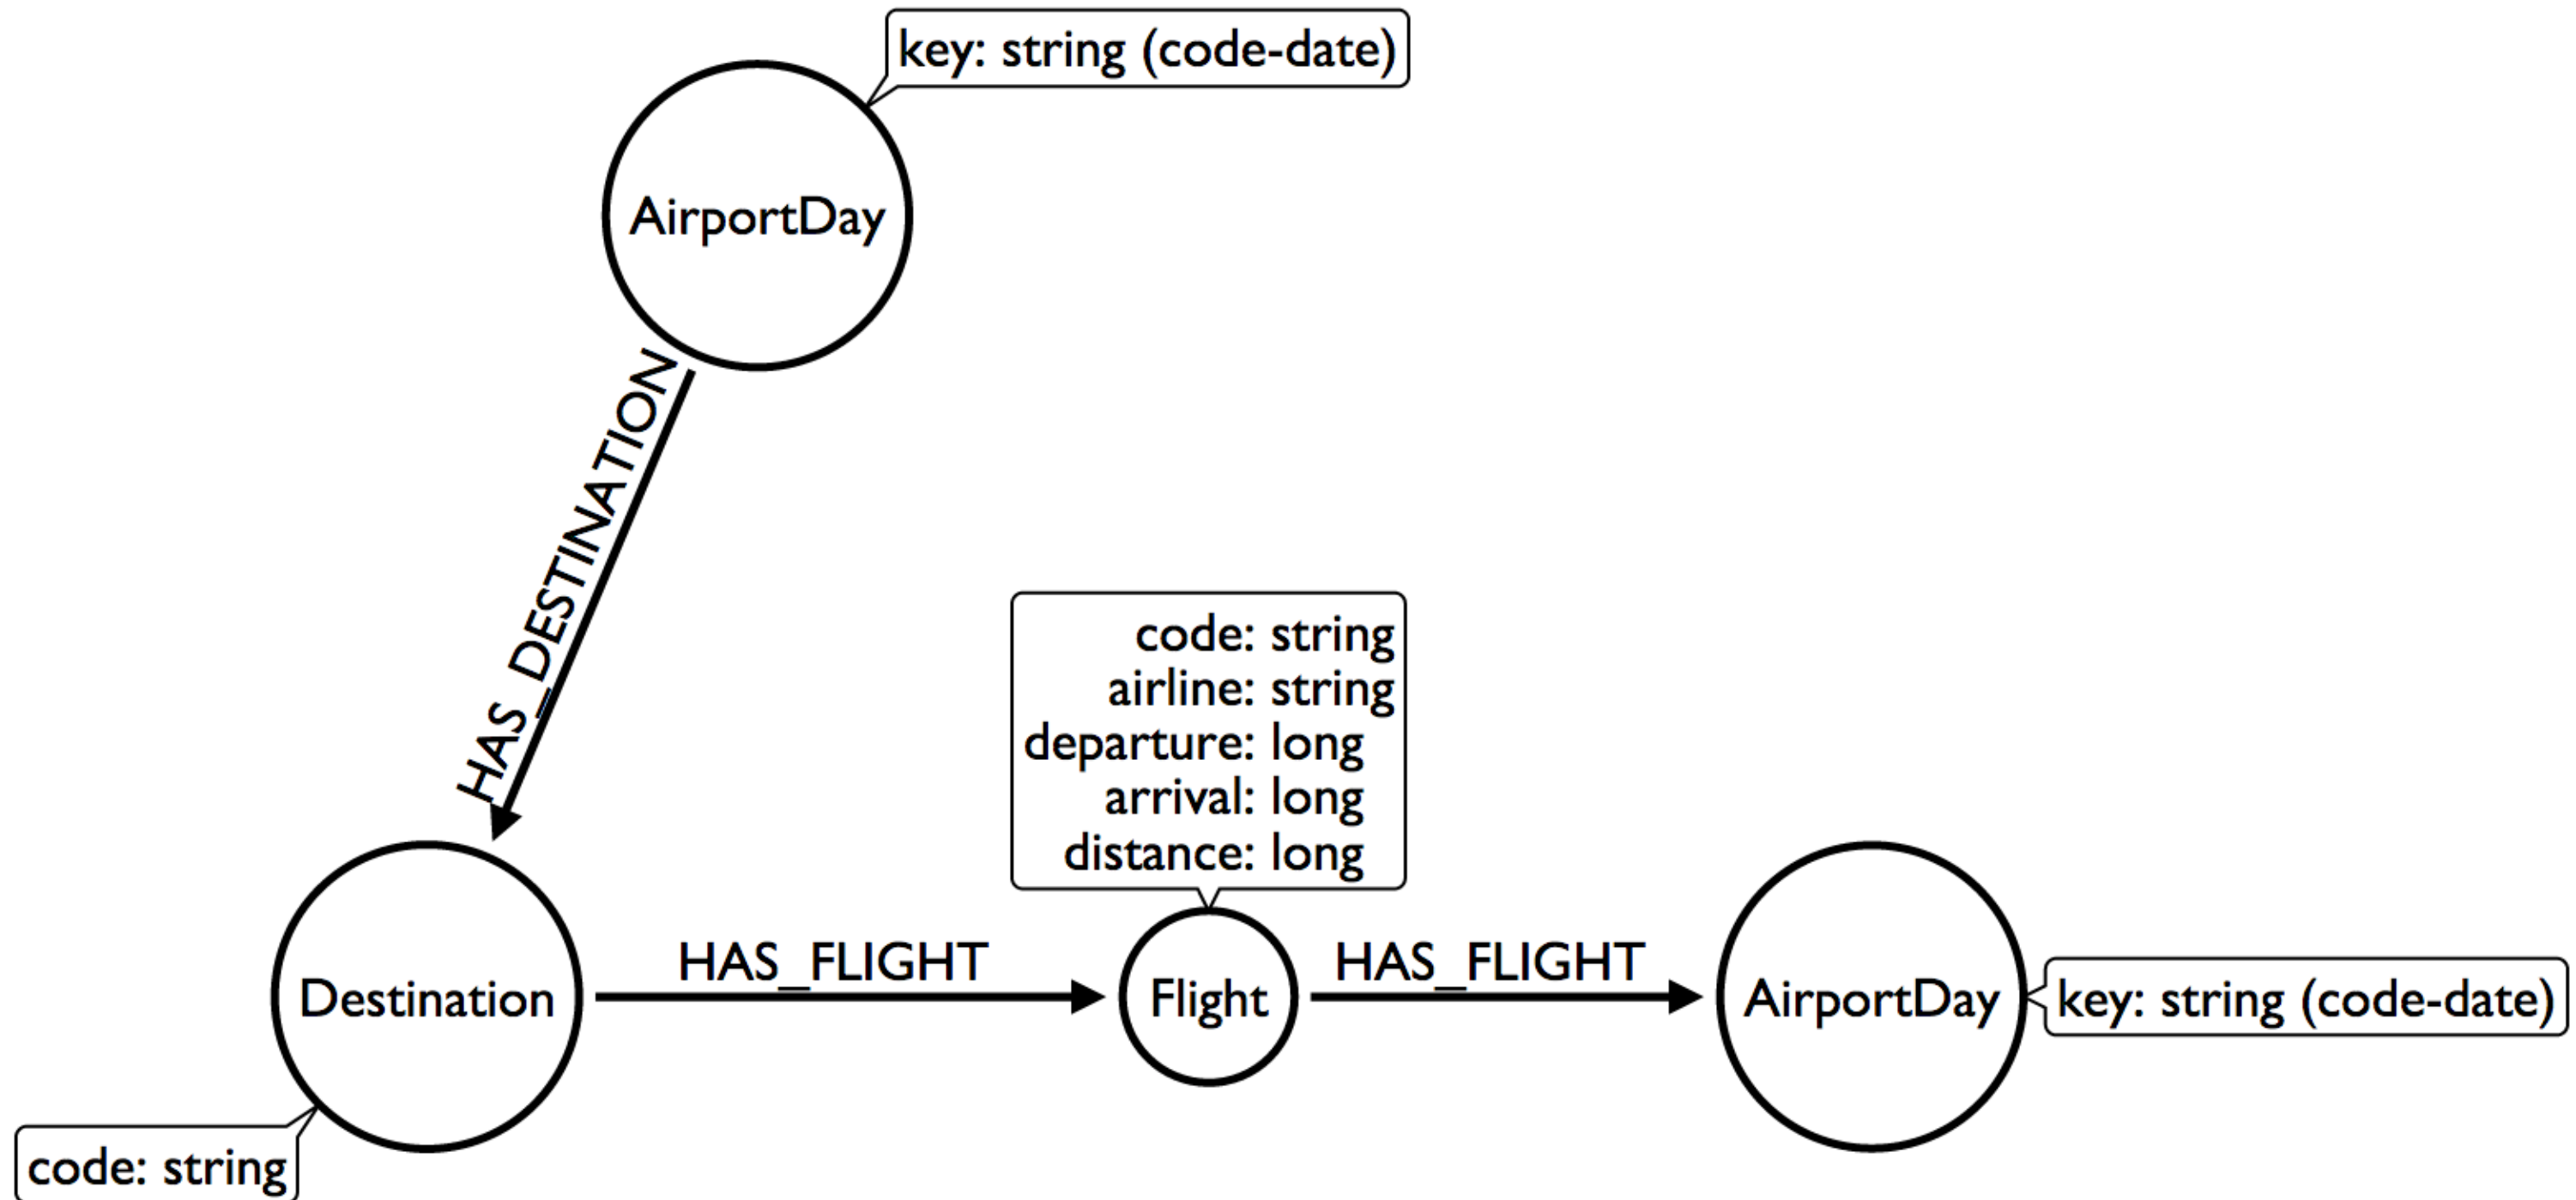 key: string (code-date)
AirportDay
HAS_DESTINATION
code: string
airline: string
departure: long
arrival: long
distance: long
HAS_FLIGHT
HAS_FLIGHT
Destination
Flight
AirportDay
key: string (code-date)
code: string